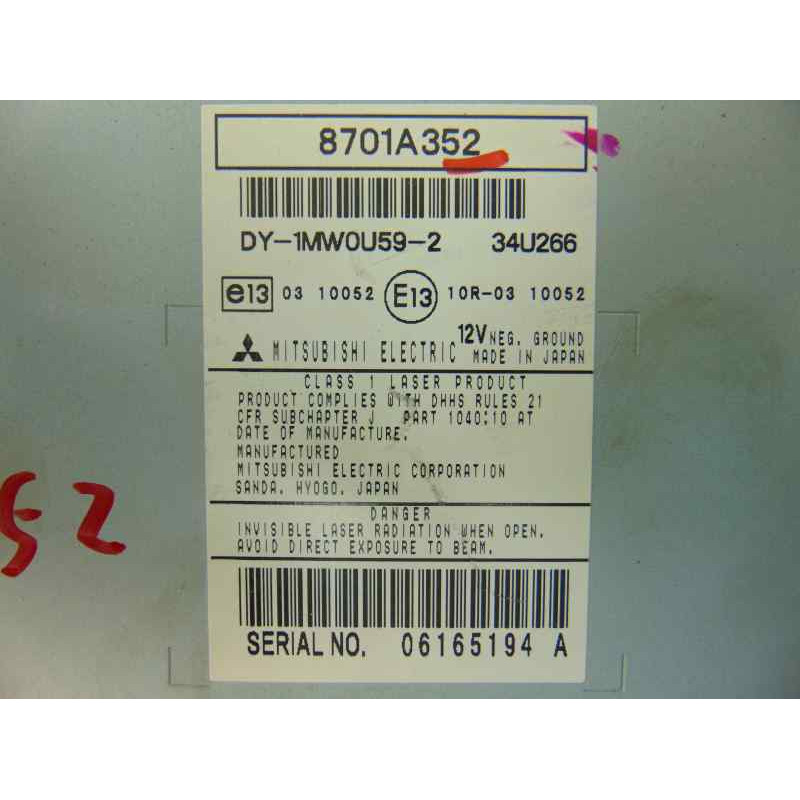 8701A352
DY-1MW0U59-2 34U266
e13 03 10052 E13 10R-03 10052
MITSUBISHI ELECTRIC 12V NEG. GROUND
MADE IN JAPAN
CLASS 1 LASER PRODUCT
PRODUCT COMPLIES WITH DHHS RULES 21
CFR SUBCHAPTER J PART 1040:10 AT
DATE OF MANUFACTURE.
MANUFACTURED
MITSUBISHI ELECTRIC CORPORATION
SANDA. HYOGO. JAPAN
DANGER
INVISIBLE LASER RADIATION WHEN OPEN.
AVOID DIRECT EXPOSURE TO BEAM.
SERIAL NO. 06165194 A
52